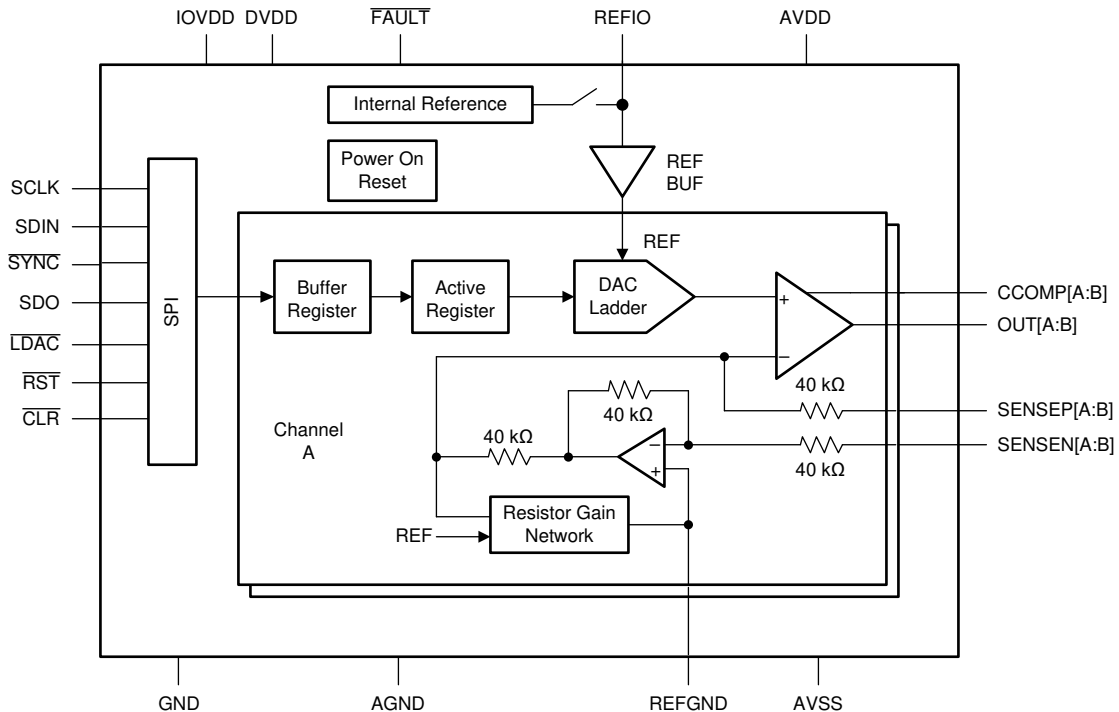 IOVDD DVDD FAULT REFIO AVDD
Internal Reference
Power On
Reset
REF
BUF
SCLK
SDIN
SYNC
SDO
LDAC
RST
CLR
SPI
REF
Buffer
Register
Active
Register
DAC
Ladder
+
−
CCOMP[A:B]
OUT[A:B]
40 kΩ
SENSEP[A:B]
40 kΩ
SENSEN[A:B]
40 kΩ
40 kΩ
−
+
Channel
A
Resistor Gain
Network
REF
GND AGND REFGND AVSS